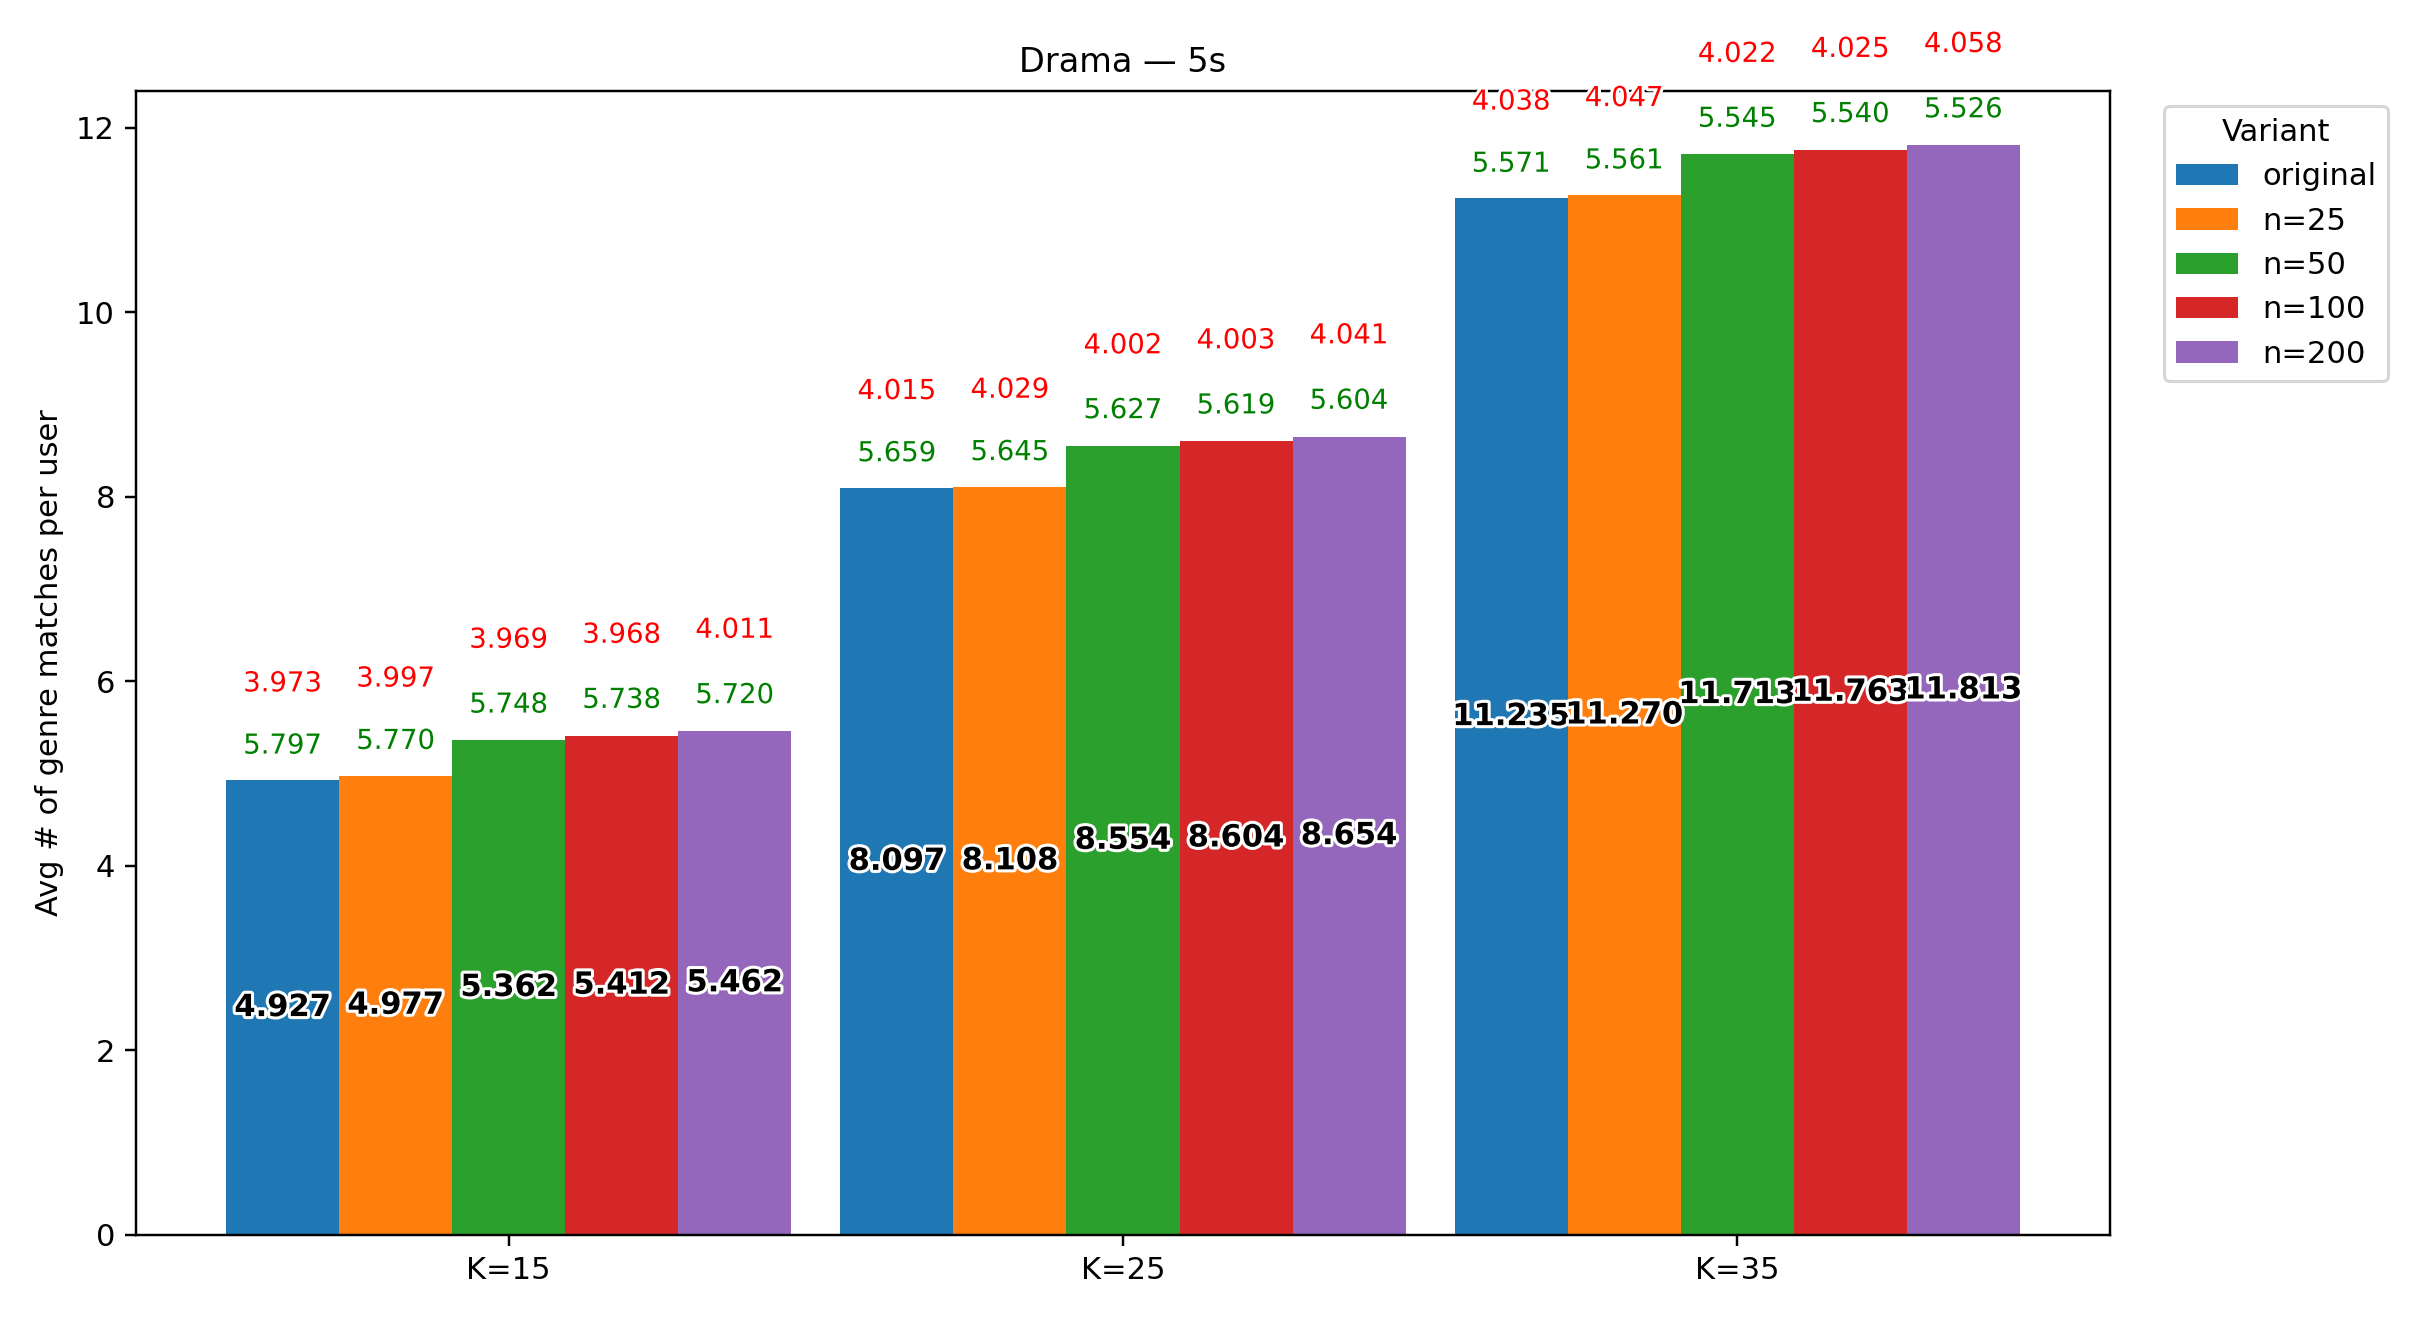 Drama — 5s
4.022 4.025 4.058
4.038 4.047
5.545 5.540 5.526
5.571 5.561
4.002 4.003 4.041
4.015 4.029
5.627 5.619 5.604
5.659 5.645
3.969 3.968 4.011
3.973 3.997
5.748 5.738 5.720
5.797 5.770
11.235 11.270 11.713 11.763 11.813
8.097 8.108 8.554 8.604 8.654
4.927 4.977 5.362 5.412 5.462
Avg # of genre matches per user
12
10
8
6
4
2
0
K=15 K=25 K=35
Variant
original
n=25
n=50
n=100
n=200